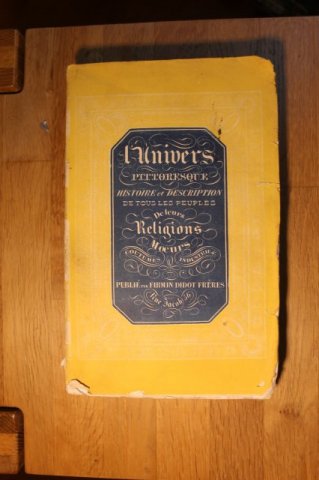 l'Univers
PITTORESQUE
HISTOIRE et DESCRIPTION
DE TOUS LES PEUPLES
De leurs
Religions
Mœurs
COUTUMES INDUSTRIE &c
PUBLIÉ PAR FIRMIN DIDOT FRÈRES
Rue Jacob 56